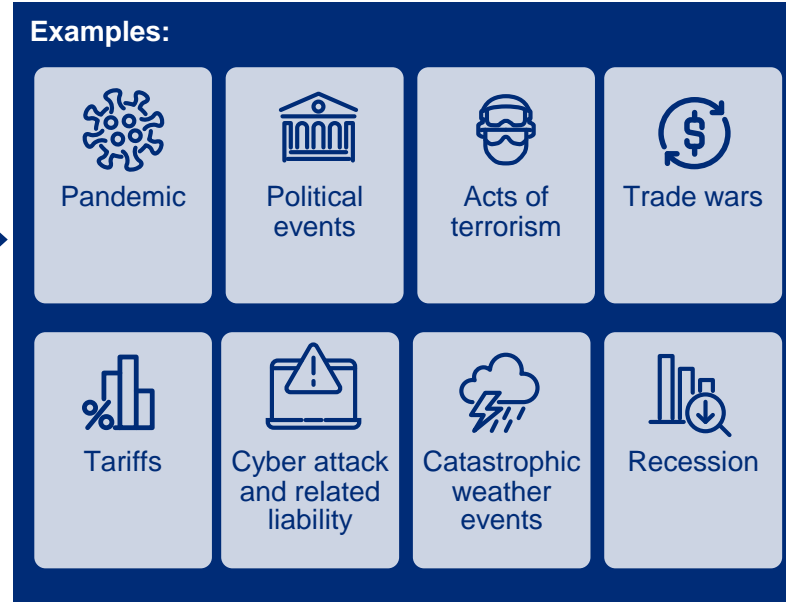 Examples:
Pandemic
Political
events
Acts of
terrorism
Trade wars
Tariffs
Cyber attack
and related
liability
Catastrophic
weather
events
Recession